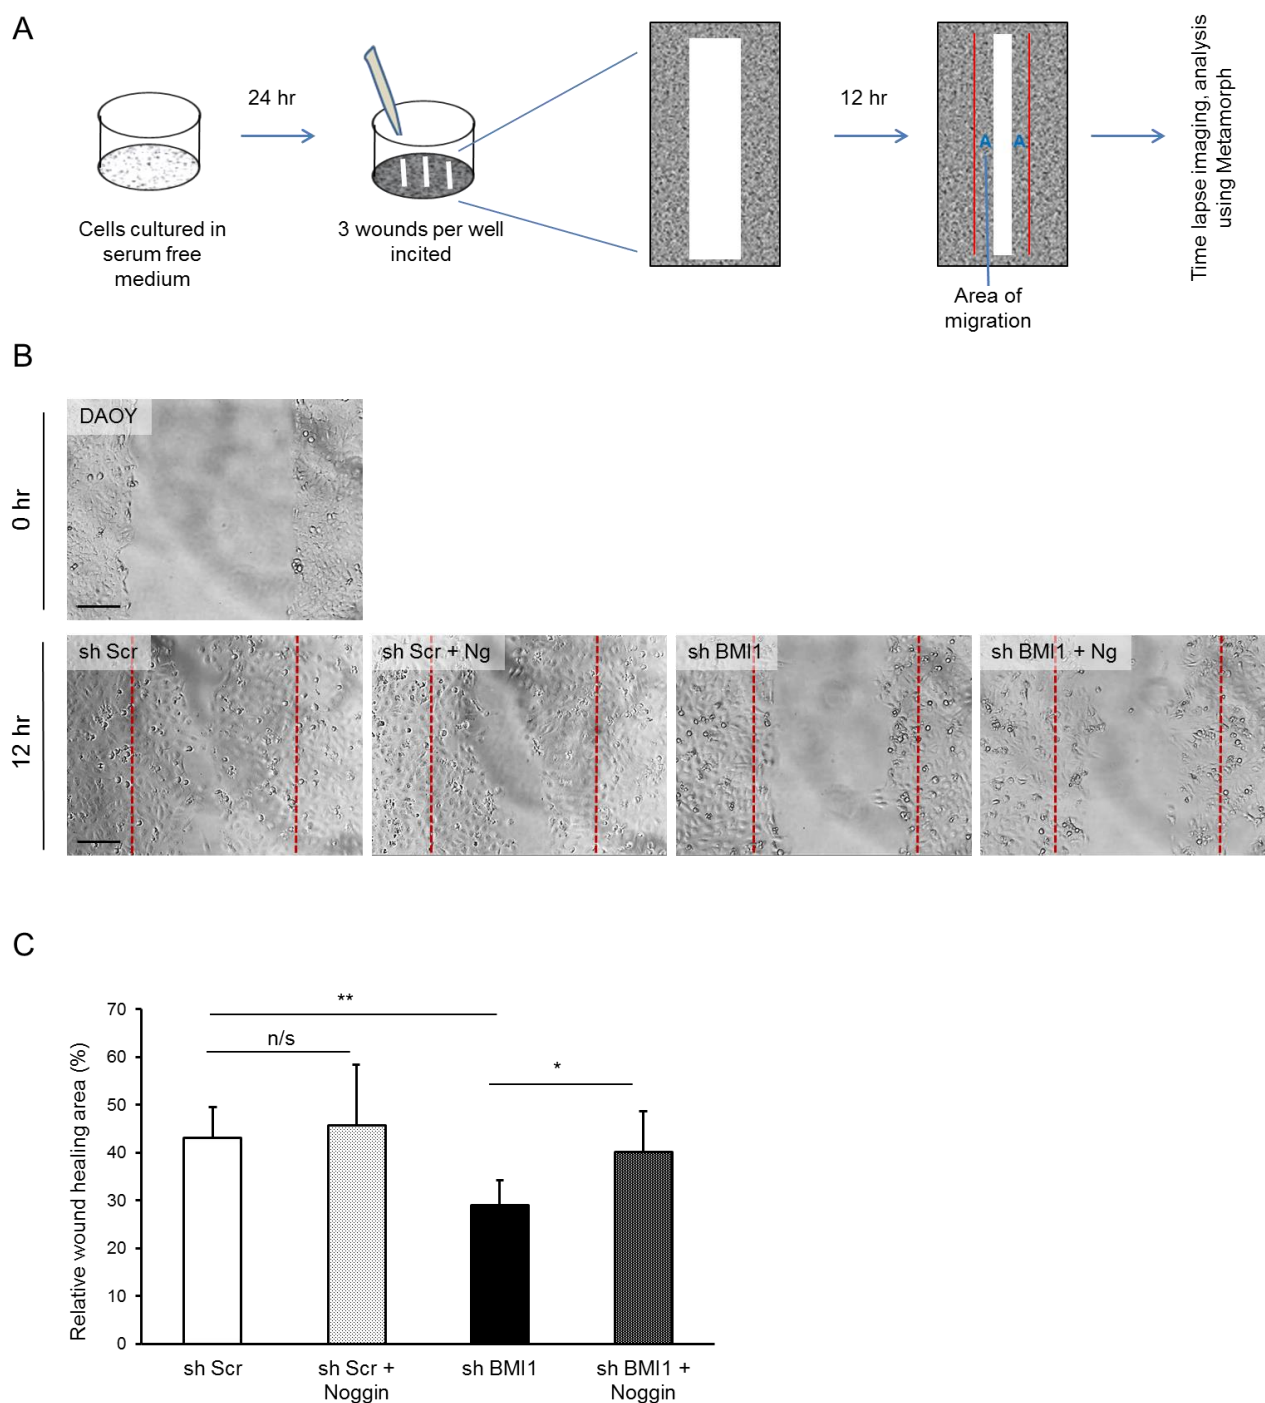 A
24 hr
12 hr
Cells cultured in
serum free
medium
3 wounds per well
incited
A A
Area of
migration
Time lapse imaging, analysis
using Metamorph
B
0 hr
DAOY
12 hr
sh Scr
sh Scr + Ng
sh BMI1
sh BMI1 + Ng
C
Relative wound healing area (%)
70
60
50
40
30
20
10
0
**
n/s
*
sh Scr
sh Scr +
Noggin
sh BMI1
sh BMI1 +
Noggin